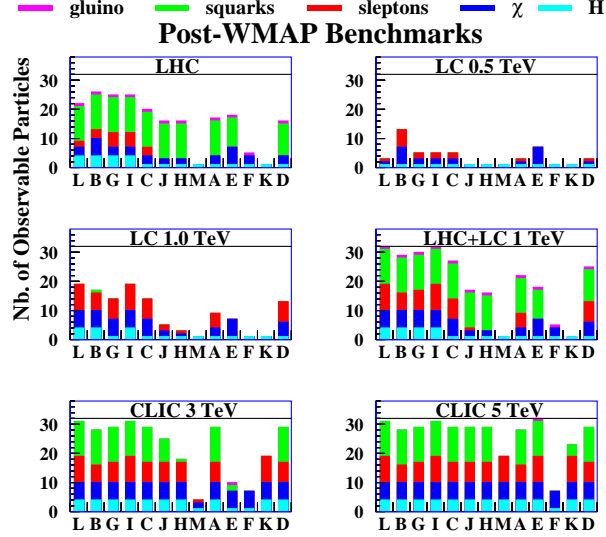 gluino squarks sleptons χ H
Post-WMAP Benchmarks
Nb. of Observable Particles
LHC
30
20
10
0
L B G I C J H M A E F K D
LC 0.5 TeV
30
20
10
0
L B G I C J H M A E F K D
LC 1.0 TeV
30
20
10
0
L B G I C J H M A E F K D
LHC+LC 1 TeV
30
20
10
0
L B G I C J H M A E F K D
CLIC 3 TeV
30
20
10
0
L B G I C J H M A E F K D
CLIC 5 TeV
30
20
10
0
L B G I C J H M A E F K D